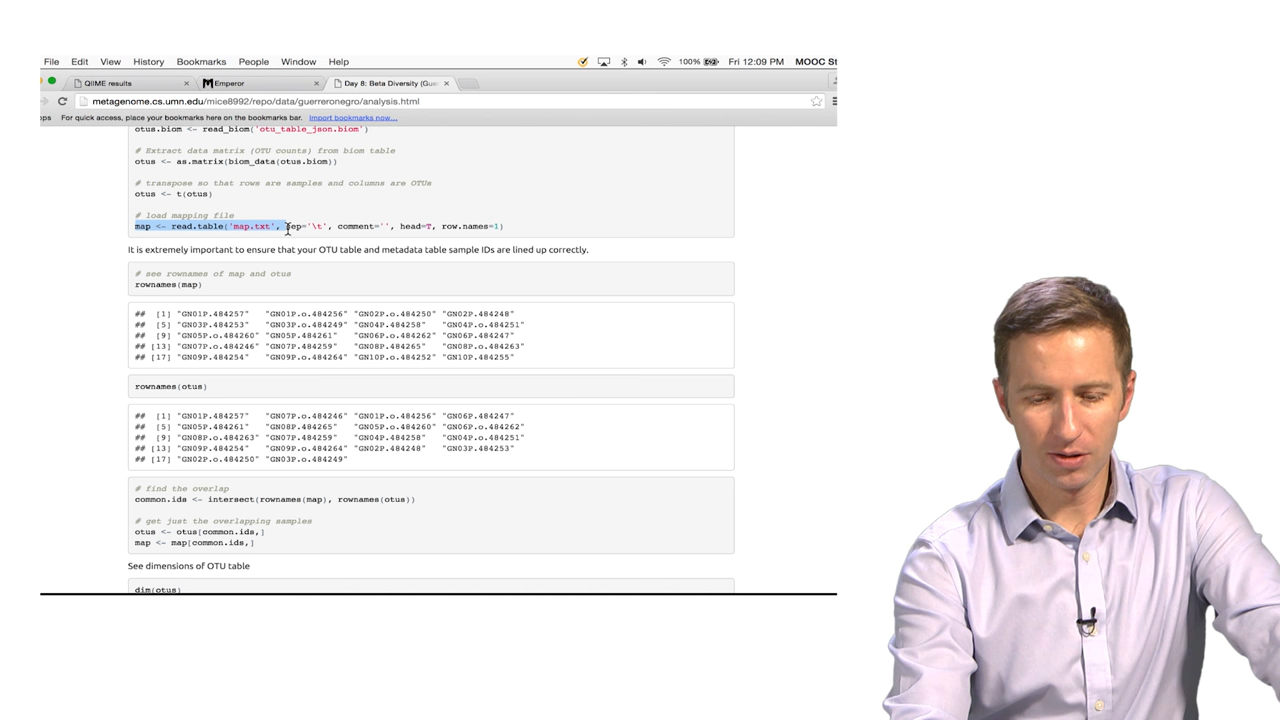 File Edit View History Bookmarks People Window Help 100% Fri 12:09 PM MOOC St
QIIME results × Emperor × Day 8: Beta Diversity (Gue ×
metagenome.cs.umn.edu/mice8992/repo/data/guerreronegro/analysis.html
ops For quick access, place your bookmarks here on the bookmarks bar. Import bookmarks now...
otus.biom <- read_biom('otu_table_json.biom')
# Extract data matrix (OTU counts) from biom table
otus <- as.matrix(biom_data(otus.biom))
# transpose so that rows are samples and columns are OTUs
otus <- t(otus)
# load mapping file
map <- read.table('map.txt', sep='\t', comment='', head=T, row.names=1)
It is extremely important to ensure that your OTU table and metadata table sample IDs are lined up correctly.
# see rownames of map and otus
rownames(map)
## [1] "GN01P.484257" "GN01P.o.484256" "GN02P.o.484250" "GN02P.484248"
## [5] "GN03P.484253" "GN03P.o.484249" "GN04P.484258" "GN04P.o.484251"
## [9] "GN05P.o.484260" "GN05P.484261" "GN06P.o.484262" "GN06P.484247"
## [13] "GN07P.o.484246" "GN07P.484259" "GN08P.484265" "GN08P.o.484263"
## [17] "GN09P.484254" "GN09P.o.484264" "GN10P.o.484252" "GN10P.484255"
rownames(otus)
## [1] "GN01P.484257" "GN07P.o.484246" "GN01P.o.484256" "GN06P.484247"
## [5] "GN05P.484261" "GN08P.484265" "GN05P.o.484260" "GN06P.o.484262"
## [9] "GN08P.o.484263" "GN07P.484259" "GN04P.484258" "GN04P.o.484251"
## [13] "GN09P.484254" "GN09P.o.484264" "GN02P.484248" "GN03P.484253"
## [17] "GN02P.o.484250" "GN03P.o.484249"
# find the overlap
common.ids <- intersect(rownames(map), rownames(otus))
# get just the overlapping samples
otus <- otus[common.ids,]
map <- map[common.ids,]
See dimensions of OTU table
dim(otus)